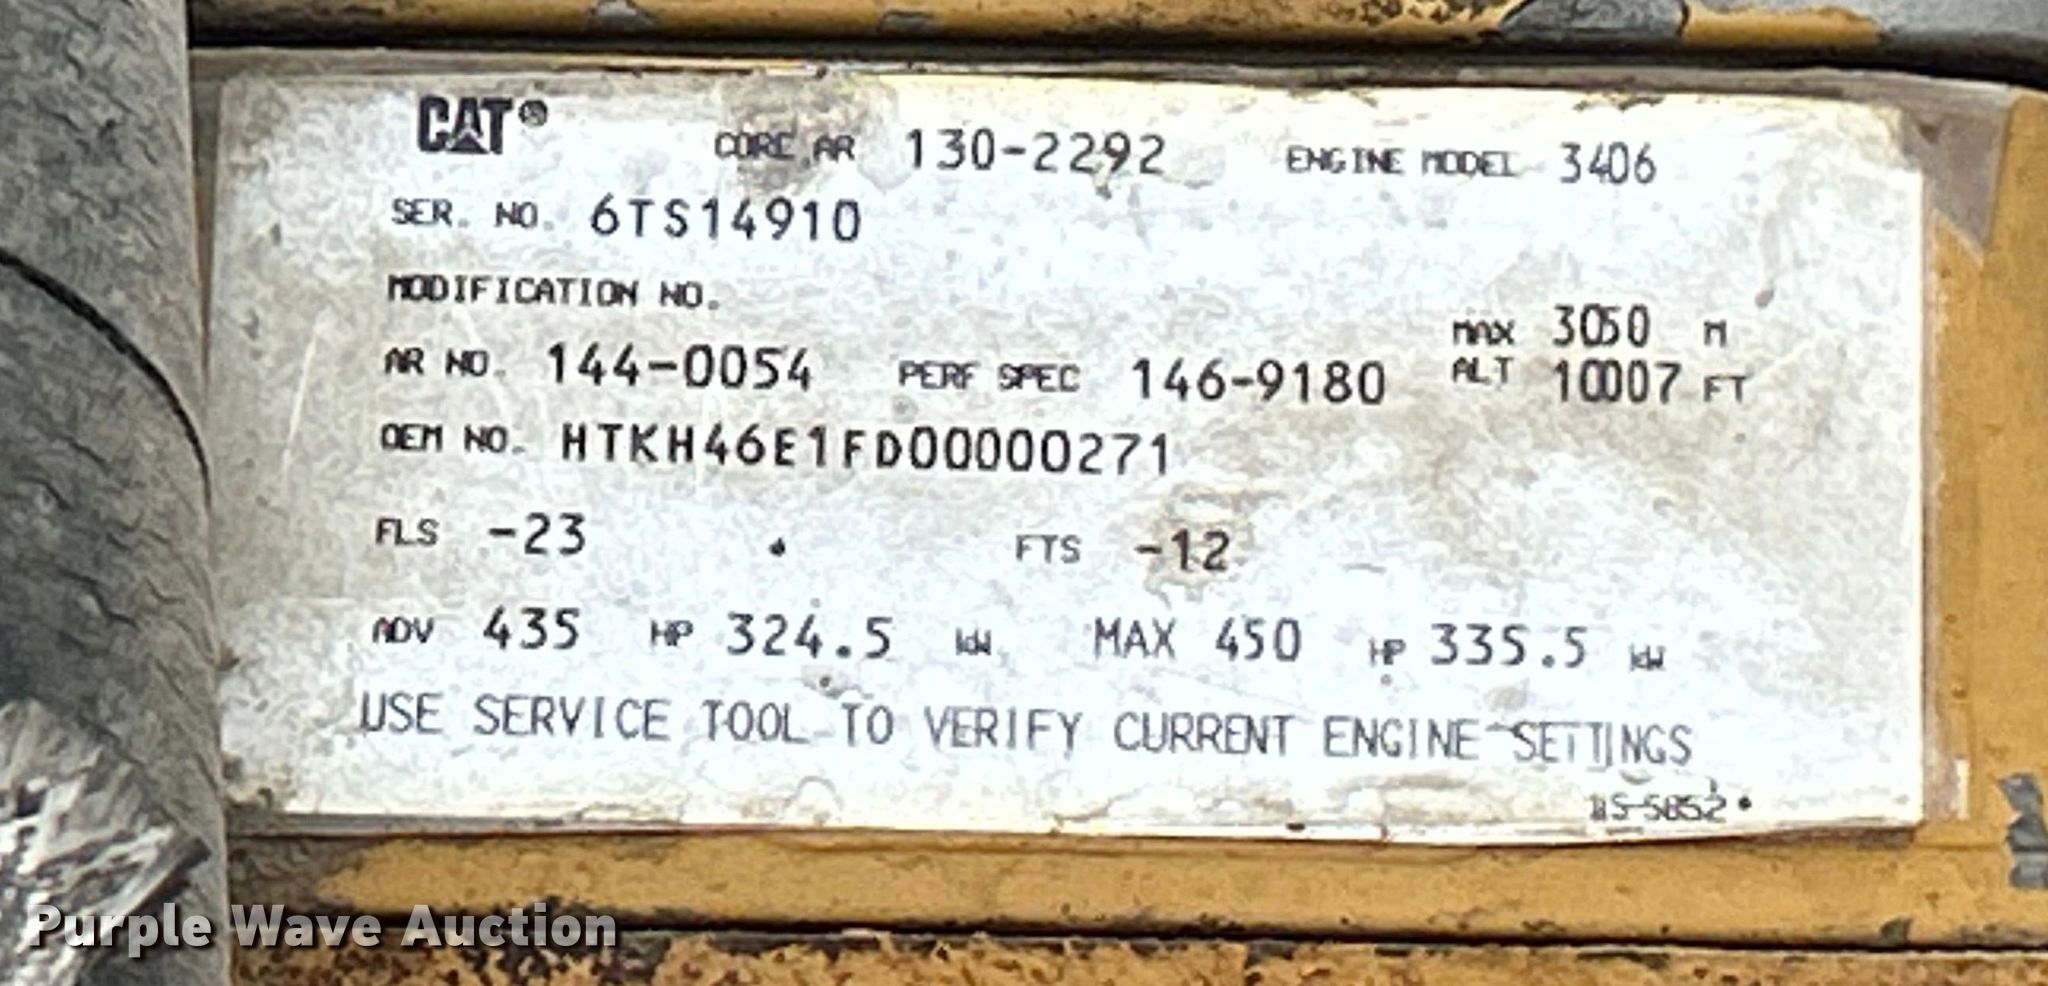 CAT® CORE AR 130-2292 ENGINE MODEL 3406
SER. NO. 6TS14910
MODIFICATION NO.
MAX 3050 M
AR NO. 144-0054 PERF SPEC 146-9180 ALT 10007 FT
OEM NO. HTKH46E1FD00000271
FLS -23 FTS -12
ADV 435 HP 324.5 kW MAX 450 HP 335.5 kW
USE SERVICE TOOL TO VERIFY CURRENT ENGINE SETTINGS
Purple Wave Auction